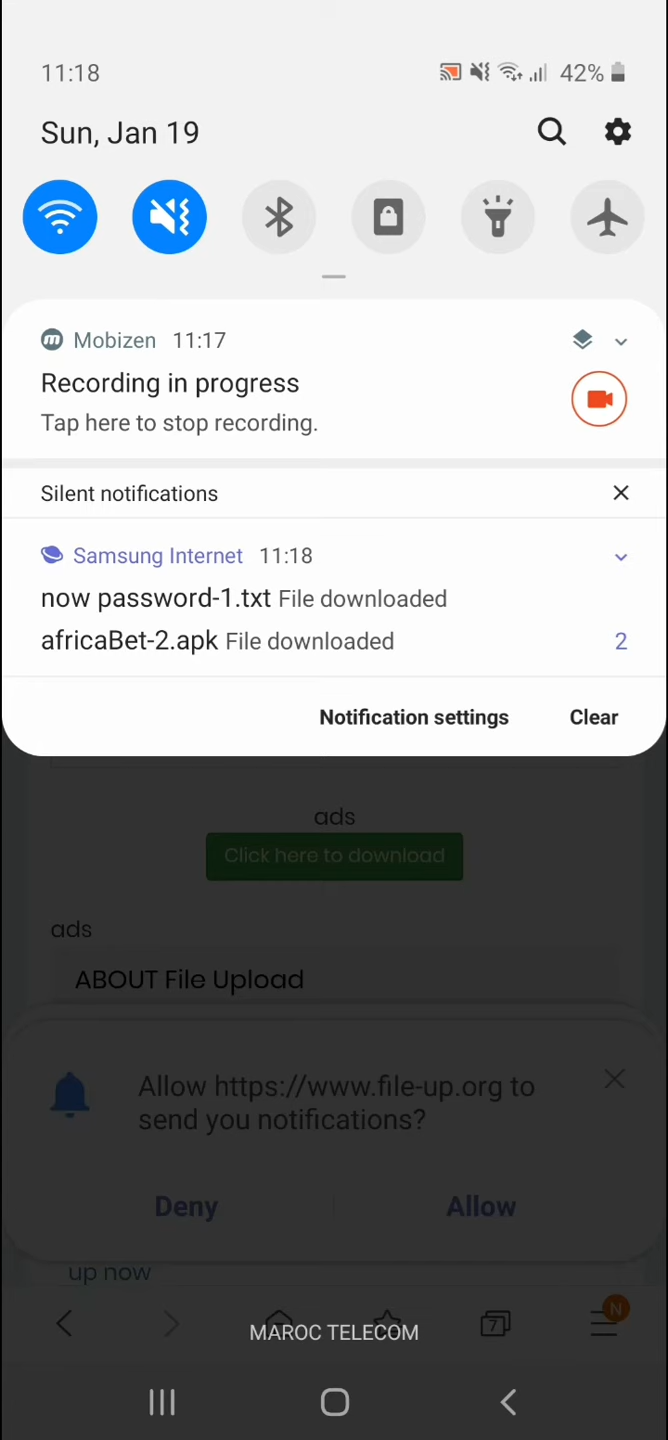 11:18
42%
Sun, Jan 19
Mobizen 11:17
Recording in progress
Tap here to stop recording.
Silent notifications
Samsung Internet 11:18
now password-1.txt File downloaded
africaBet-2.apk File downloaded
2
Notification settings Clear
ads
Click here to download
ads
ABOUT File Upload
Allow https://www.file-up.org to
send you notifications?
Deny Allow
up now
7
N
MAROC TELECOM